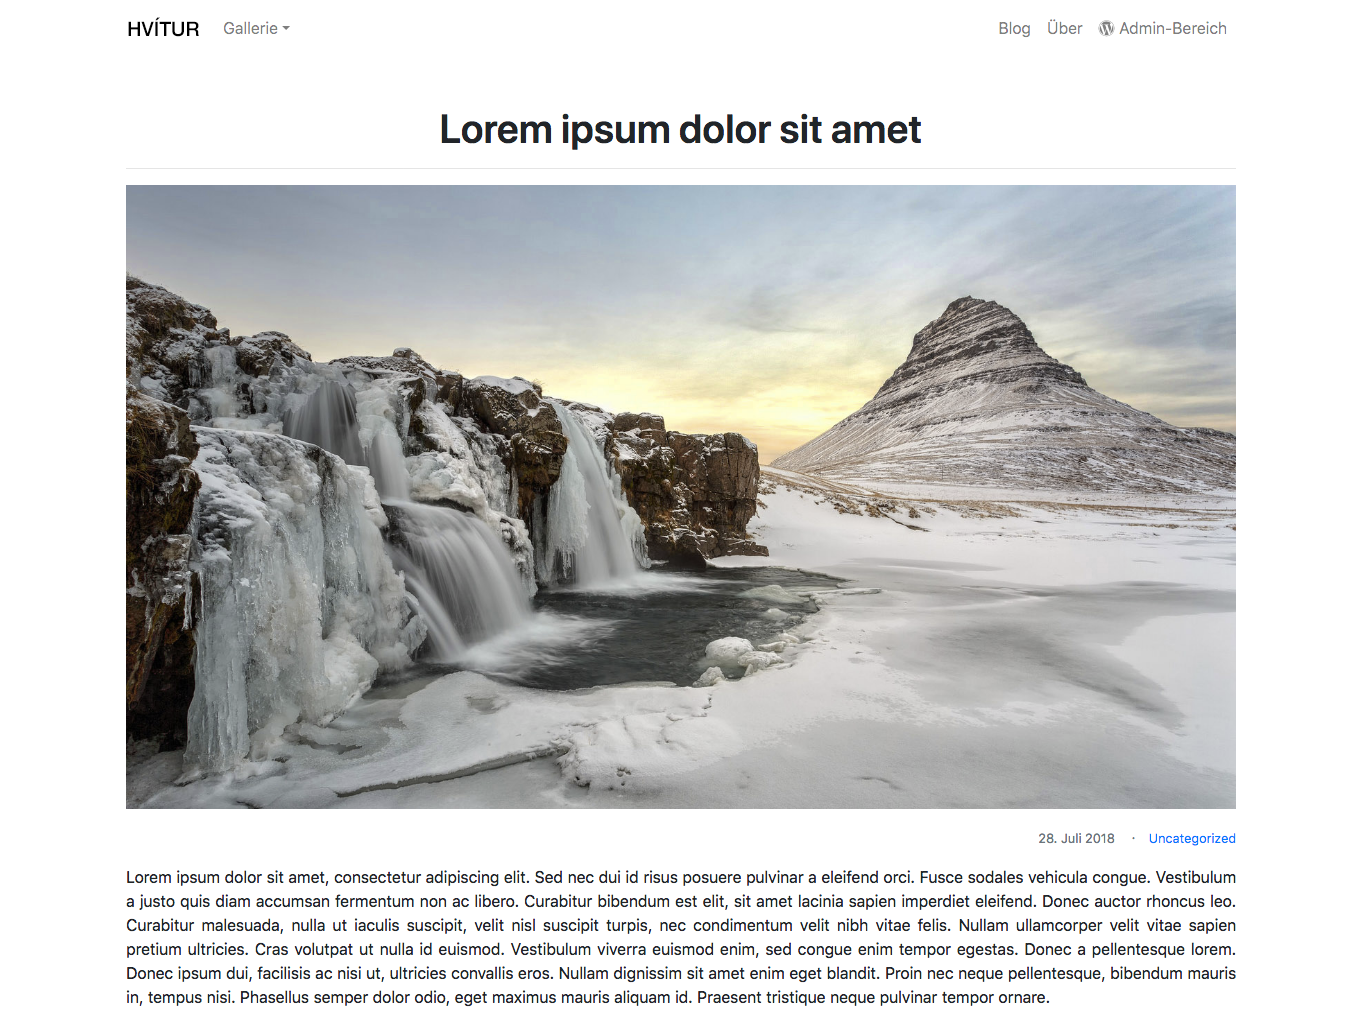 HVÍTUR Gallerie Blog Über Admin-Bereich
Lorem ipsum dolor sit amet
28. Juli 2018 · Uncategorized
Lorem ipsum dolor sit amet, consectetur adipiscing elit. Sed nec dui id risus posuere pulvinar a eleifend orci. Fusce sodales vehicula congue. Vestibulum
a justo quis diam accumsan fermentum non ac libero. Curabitur bibendum est elit, sit amet lacinia sapien imperdiet eleifend. Donec auctor rhoncus leo.
Curabitur malesuada, nulla ut iaculis suscipit, velit nisl suscipit turpis, nec condimentum velit nibh vitae felis. Nullam ullamcorper velit vitae sapien
pretium ultricies. Cras volutpat ut nulla id euismod. Vestibulum viverra euismod enim, sed congue enim tempor egestas. Donec a pellentesque lorem.
Donec ipsum dui, facilisis ac nisi ut, ultricies convallis eros. Nullam dignissim sit amet enim eget blandit. Proin nec neque pellentesque, bibendum mauris
in, tempus nisi. Phasellus semper dolor odio, eget maximus mauris aliquam id. Praesent tristique neque pulvinar tempor ornare.